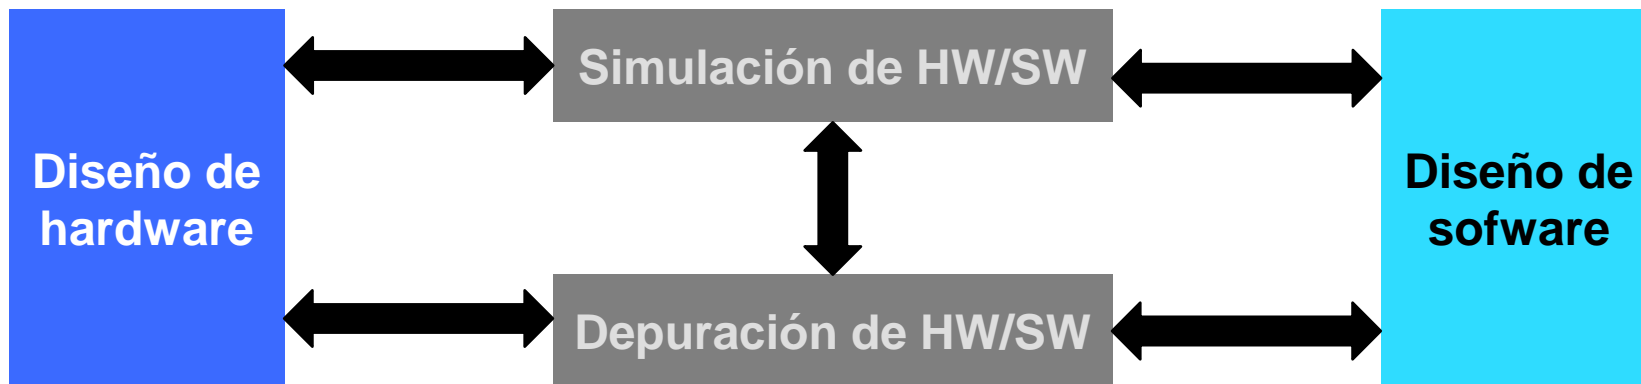 Simulación de HW/SW
Diseño de
hardware
Diseño de
sofware
Depuración de HW/SW